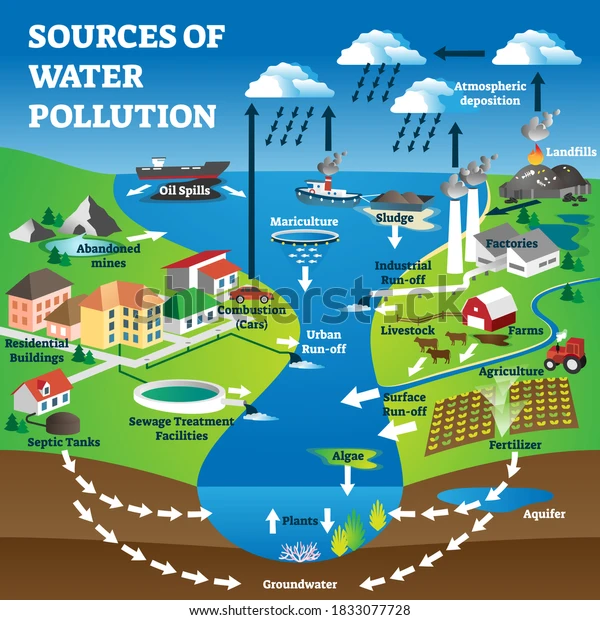 SOURCES OF
WATER
POLLUTION
Atmospheric
deposition
Landfills
Oil Spills
Mariculture
Sludge
Abandoned
mines
Factories
Industrial
Run-off
Combustion
(Cars)
Livestock
Farms
Residential
Buildings
Urban
Run-off
Agriculture
Surface
Run-off
Septic Tanks
Sewage Treatment
Facilities
Fertilizer
Algae
Plants
Aquifer
Groundwater
shutterstock
shutterstock.com · 1833077728